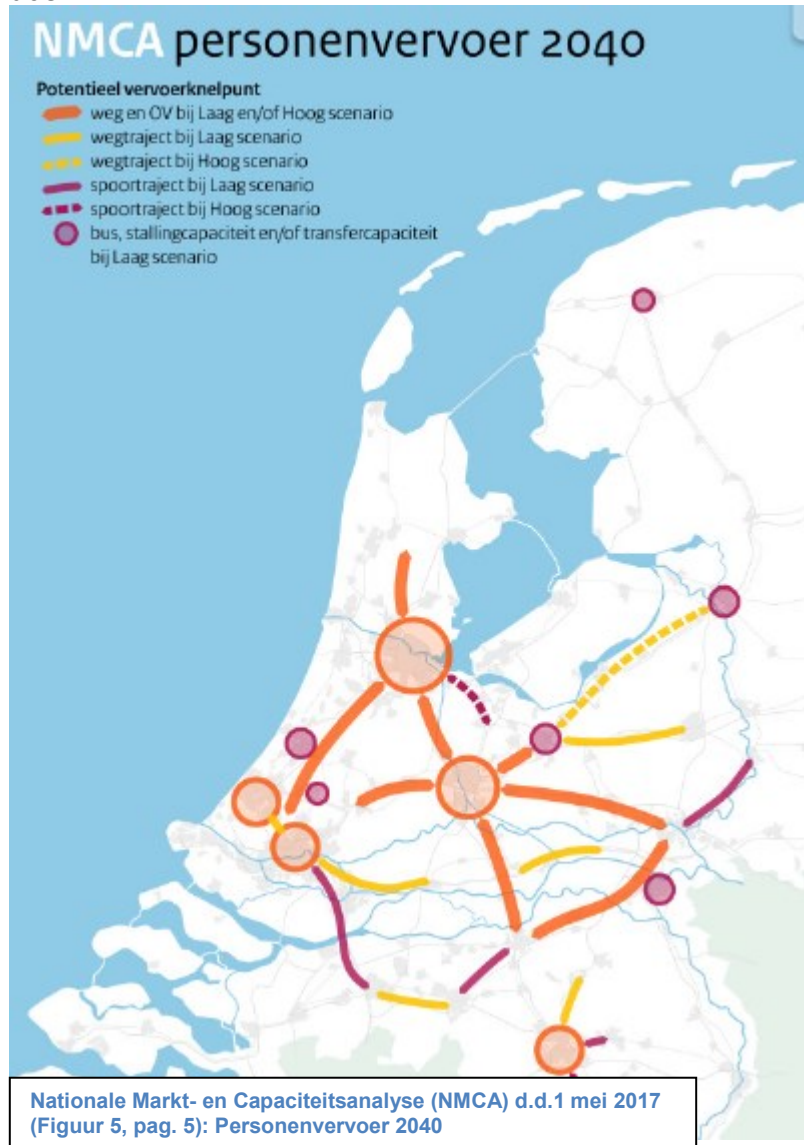 NMCA personenvervoer 2040
Potentieel vervoerknelpunt
weg en OV bij Laag en/of Hoog scenario
wegtraject bij Laag scenario
wegtraject bij Hoog scenario
spoortraject bij Laag scenario
spoortraject bij Hoog scenario
bus, stallingcapaciteit en/of transfercapaciteit
bij Laag scenario
Nationale Markt- en Capaciteitsanalyse (NMCA) d.d.1 mei 2017
(Figuur 5, pag. 5): Personenvervoer 2040